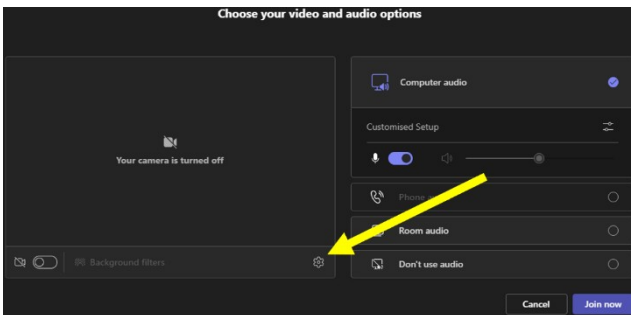 Choose your video and audio options
Computer audio
Customised Setup
Your camera is turned off
Phone
Room audio
Background filters
Don't use audio
Cancel
Join now